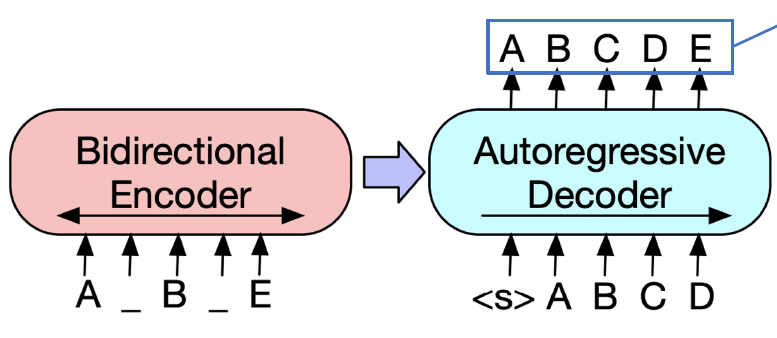 A B C D E
Bidirectional
Encoder
Autoregressive
Decoder
A _ B _ E
<s> A B C D